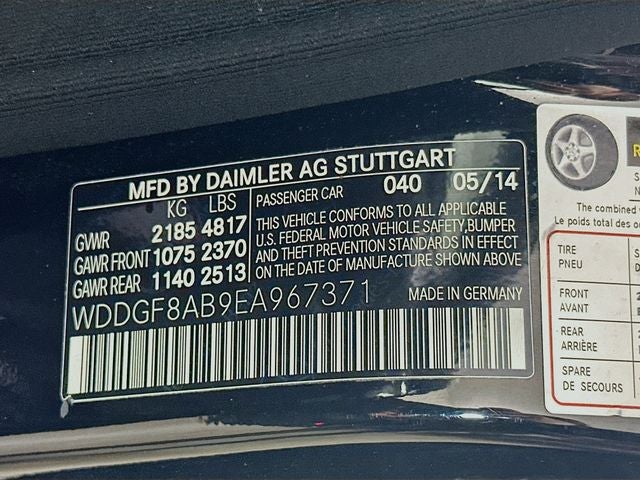 MFD BY DAIMLER AG STUTTGART
KG LBS
GVWR 2185 4817
GAWR FRONT 1075 2370
GAWR REAR 1140 2513
PASSENGER CAR 040 05/14
THIS VEHICLE CONFORMS TO ALL APPLICABLE
U.S. FEDERAL MOTOR VEHICLE SAFETY,BUMPER
AND THEFT PREVENTION STANDARDS IN EFFECT
ON THE DATE OF MANUFACTURE SHOWN ABOVE
WDDGF8AB9EA967371
MADE IN GERMANY
The combined
Le poids total des
TIRE
PNEU
FRONT
AVANT
REAR
ARRIÈRE
SPARE
DE SECOURS